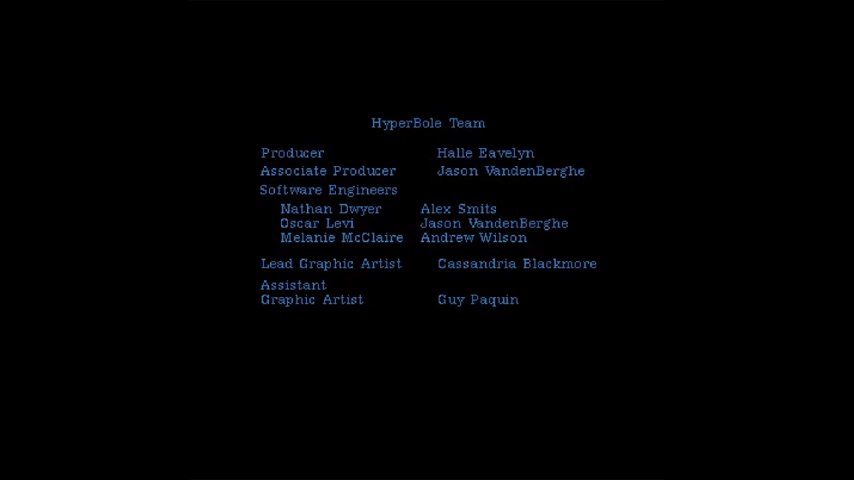 HyperBole Team
Producer Halle Eavelyn
Associate Producer Jason VandenBerghe
Software Engineers
Nathan Dwyer Alex Smits
Oscar Levi Jason VandenBerghe
Melanie McClaire Andrew Wilson
Lead Graphic Artist Cassandria Blackmore
Assistant
Graphic Artist Guy Paquin